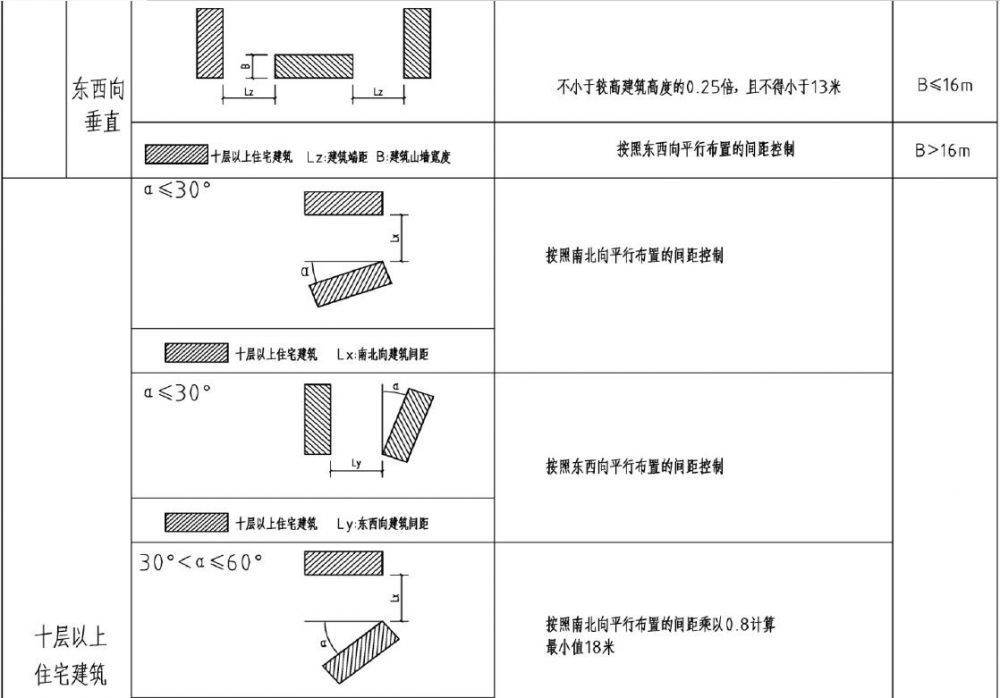 东西向
垂直
B
Lz
Lz
不小于较高建筑高度的0.25倍，且不得小于13米
B≤16m
十层以上住宅建筑 Lz:建筑端距 B:建筑山墙宽度
按照东西向平行布置的间距控制
B>16m
α≤30°
Lx
α
按照南北向平行布置的间距控制
十层以上住宅建筑 Lx:南北向建筑间距
α≤30°
α
Ly
按照东西向平行布置的间距控制
十层以上住宅建筑 Ly:东西向建筑间距
30°<α≤60°
Lx
α
按照南北向平行布置的间距乘以0.8计算
最小值18米
十层以上
住宅建筑